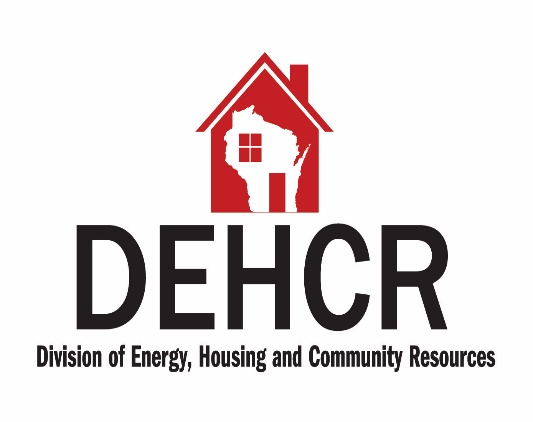 DEHCR
Division of Energy, Housing and Community Resources